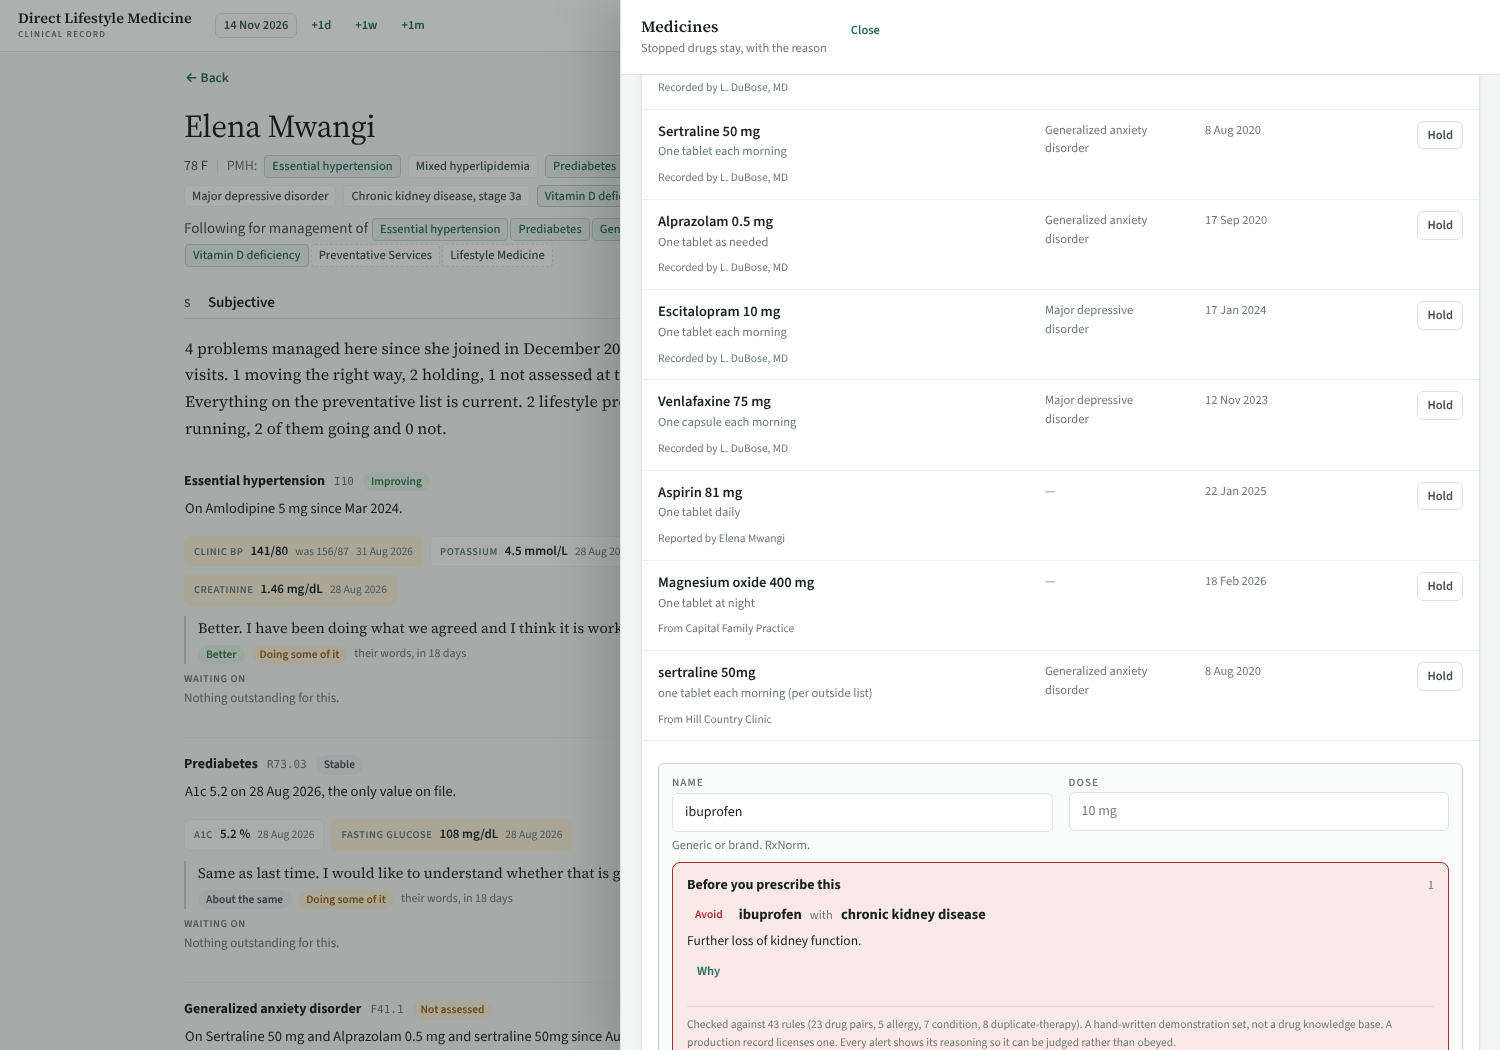 Direct Lifestyle Medicine
CLINICAL RECORD
14 Nov 2026
+1d
+1w
+1m
← Back
Elena Mwangi
78 F
PMH:
Essential hypertension
Mixed hyperlipidemia
Prediabetes
Major depressive disorder
Chronic kidney disease, stage 3a
Vitamin D defi
Following for management of
Essential hypertension
Prediabetes
Gen
Vitamin D deficiency
Preventative Services
Lifestyle Medicine
S Subjective
4 problems managed here since she joined in December 20
visits. 1 moving the right way, 2 holding, 1 not assessed at t
Everything on the preventative list is current. 2 lifestyle pr
running, 2 of them going and 0 not.
Essential hypertension I10 Improving
On Amlodipine 5 mg since Mar 2024.
CLINIC BP 141/80 was 156/87 31 Aug 2026
POTASSIUM 4.5 mmol/L 28 Aug 20
CREATININE 1.46 mg/dL 28 Aug 2026
Better. I have been doing what we agreed and I think it is work
Better
Doing some of it
their words, in 18 days
WAITING ON
Nothing outstanding for this.
Prediabetes R73.03 Stable
A1c 5.2 on 28 Aug 2026, the only value on file.
A1C 5.2 % 28 Aug 2026
FASTING GLUCOSE 108 mg/dL 28 Aug 2026
Same as last time. I would like to understand whether that is g
About the same
Doing some of it
their words, in 18 days
WAITING ON
Nothing outstanding for this.
Generalized anxiety disorder F41.1 Not assessed
On Sertraline 50 mg and Alprazolam 0.5 mg and sertraline 50mg since Au
Medicines
Stopped drugs stay, with the reason
Close
Recorded by L. DuBose, MD
Sertraline 50 mg
One tablet each morning
Recorded by L. DuBose, MD
Generalized anxiety
disorder
8 Aug 2020
Hold
Alprazolam 0.5 mg
One tablet as needed
Recorded by L. DuBose, MD
Generalized anxiety
disorder
17 Sep 2020
Hold
Escitalopram 10 mg
One tablet each morning
Recorded by L. DuBose, MD
Major depressive
disorder
17 Jan 2024
Hold
Venlafaxine 75 mg
One capsule each morning
Recorded by L. DuBose, MD
Major depressive
disorder
12 Nov 2023
Hold
Aspirin 81 mg
One tablet daily
Reported by Elena Mwangi
—
22 Jan 2025
Hold
Magnesium oxide 400 mg
One tablet at night
From Capital Family Practice
—
18 Feb 2026
Hold
sertraline 50mg
one tablet each morning (per outside list)
From Hill Country Clinic
Generalized anxiety
disorder
8 Aug 2020
Hold
NAME
ibuprofen
Generic or brand. RxNorm.
DOSE
10 mg
Before you prescribe this
1
Avoid ibuprofen with chronic kidney disease
Further loss of kidney function.
Why
Checked against 43 rules (23 drug pairs, 5 allergy, 7 condition, 8 duplicate-therapy). A hand-written demonstration set, not a drug knowledge base. A
production record licenses one. Every alert shows its reasoning so it can be judged rather than obeyed.